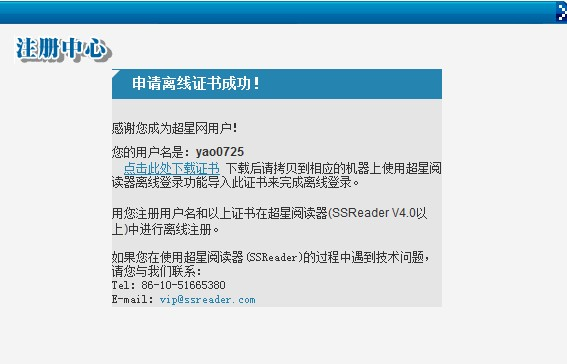 注册中心
申请离线证书成功！
感谢您成为超星网用户！
您的用户名是：yao0725
点击此处下载证书 下载后请拷贝到相应的机器上使用超星阅
读器离线登录功能导入此证书来完成离线登录。
用您注册用户名和以上证书在超星阅读器(SSReader V4.0以
上)中进行离线注册。
如果您在使用超星阅读器(SSReader)的过程中遇到技术问题，
请您与我们联系：
Tel: 86-10-51665380
E-mail: vip@ssreader.com